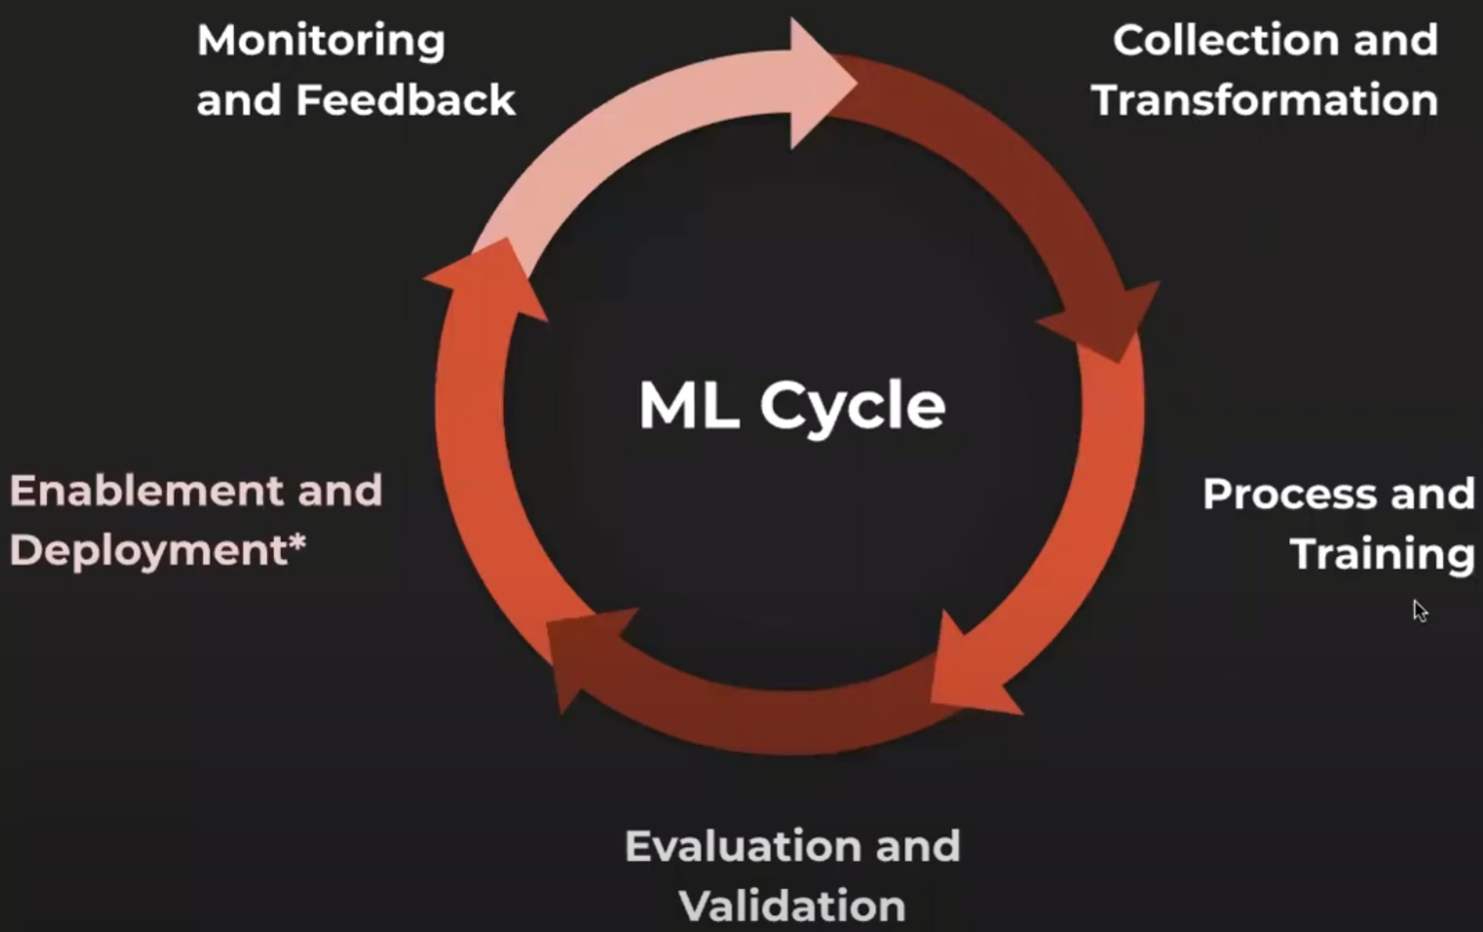 Monitoring
and Feedback
Collection and
Transformation
ML Cycle
Enablement and
Deployment*
Process and
Training
Evaluation and
Validation